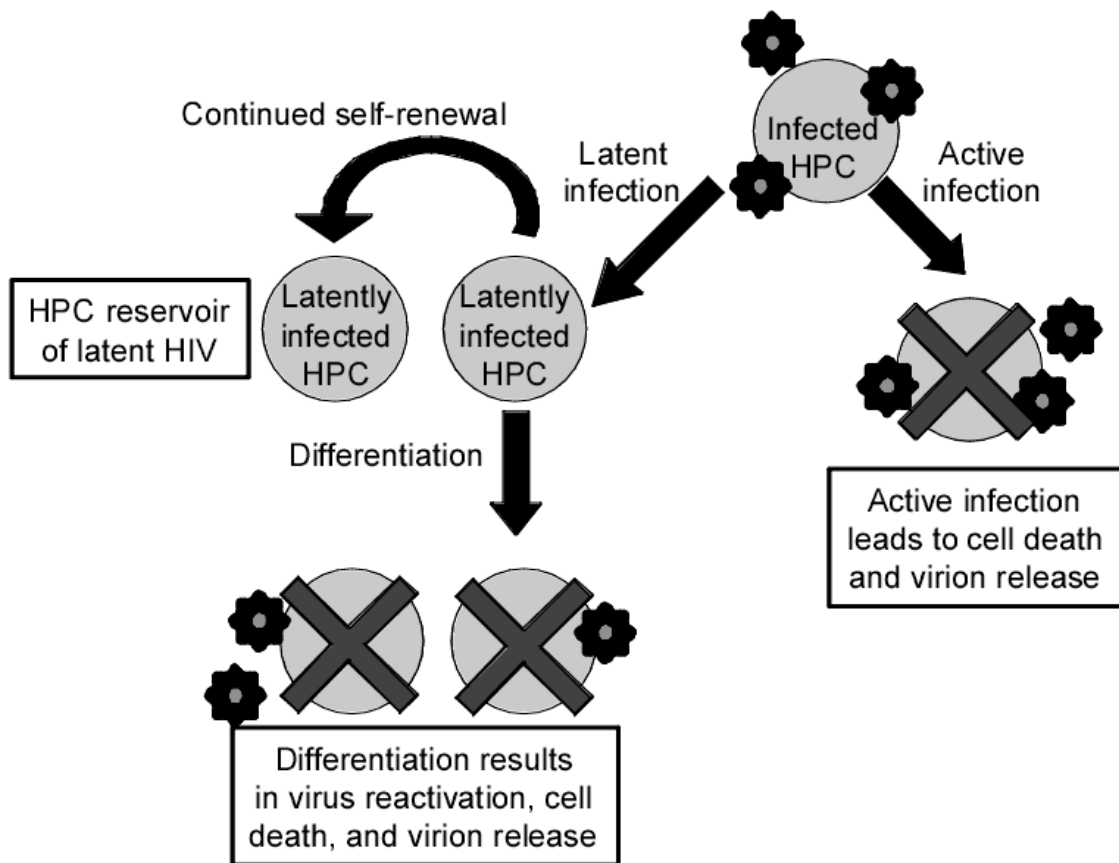 Continued self-renewal
Latent
infection
Infected
HPC
Active
infection
HPC reservoir
of latent HIV
Latently
infected
HPC
Latently
infected
HPC
Differentiation
Active infection
leads to cell death
and virion release
Differentiation results
in virus reactivation, cell
death, and virion release